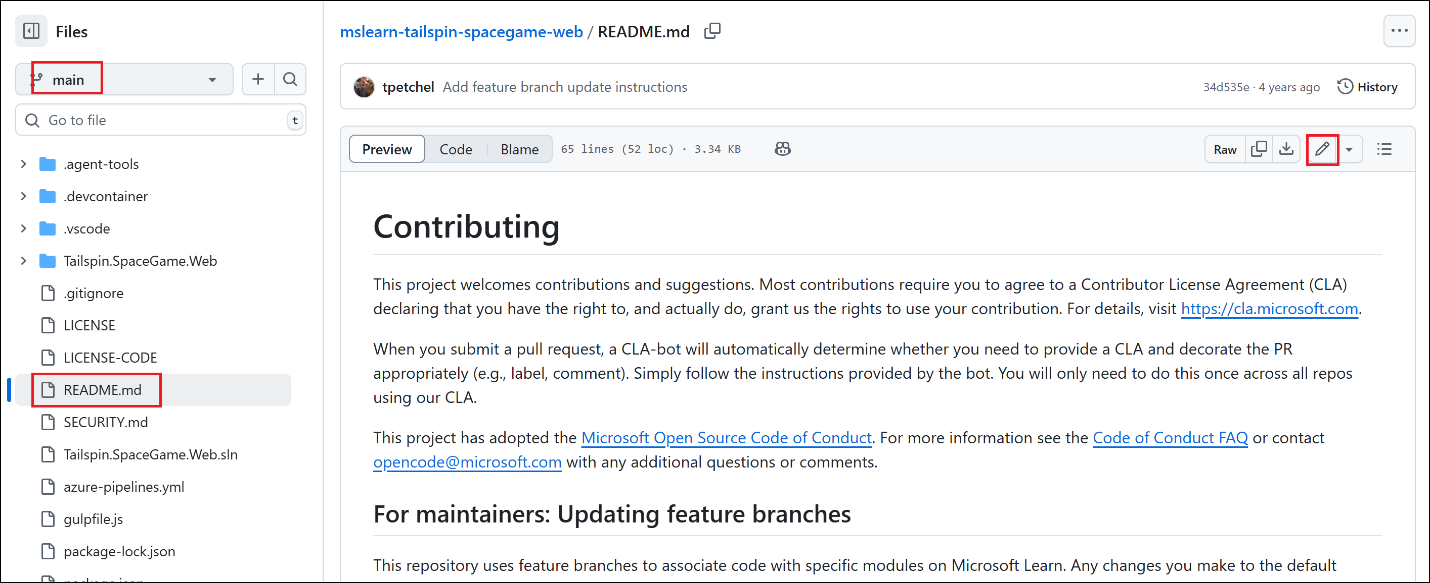 Files
main
Go to file
t
.agent-tools
.devcontainer
.vscode
Tailspin.SpaceGame.Web
.gitignore
LICENSE
LICENSE-CODE
README.md
SECURITY.md
Tailspin.SpaceGame.Web.sln
azure-pipelines.yml
gulpfile.js
package-lock.json
mslearn-tailspin-spacegame-web / README.md
tpetchel Add feature branch update instructions
34d535e · 4 years ago
History
Preview Code Blame 65 lines (52 loc) · 3.34 KB
Raw
Contributing
This project welcomes contributions and suggestions. Most contributions require you to agree to a Contributor License Agreement (CLA)
declaring that you have the right to, and actually do, grant us the rights to use your contribution. For details, visit https://cla.microsoft.com.
When you submit a pull request, a CLA-bot will automatically determine whether you need to provide a CLA and decorate the PR
appropriately (e.g., label, comment). Simply follow the instructions provided by the bot. You will only need to do this once across all repos
using our CLA.
This project has adopted the Microsoft Open Source Code of Conduct. For more information see the Code of Conduct FAQ or contact
opencode@microsoft.com with any additional questions or comments.
For maintainers: Updating feature branches
This repository uses feature branches to associate code with specific modules on Microsoft Learn. Any changes you make to the default